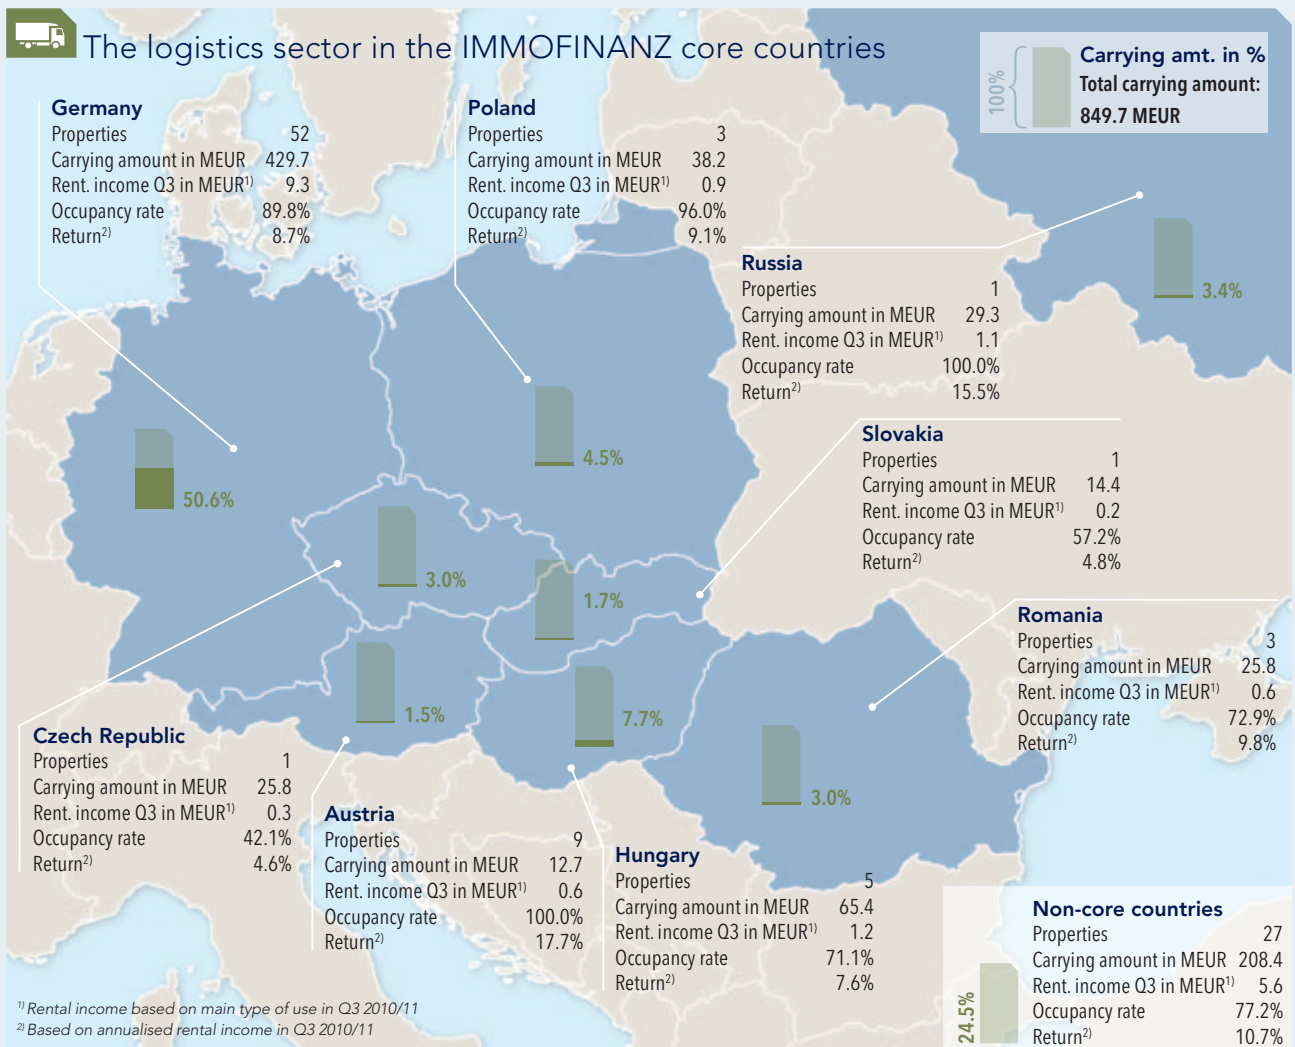 The logistics sector in the IMMOFINANZ core countries
100%
Carrying amt. in %
Total carrying amount:
849.7 MEUR
Germany
Properties 52
Carrying amount in MEUR 429.7
Rent. income Q3 in MEUR1) 9.3
Occupancy rate 89.8%
Return2) 8.7%
Poland
Properties 3
Carrying amount in MEUR 38.2
Rent. income Q3 in MEUR1) 0.9
Occupancy rate 96.0%
Return2) 9.1%
Russia
Properties 1
Carrying amount in MEUR 29.3
Rent. income Q3 in MEUR1) 1.1
Occupancy rate 100.0%
Return2) 15.5%
3.4%
Slovakia
Properties 1
Carrying amount in MEUR 14.4
Rent. income Q3 in MEUR1) 0.2
Occupancy rate 57.2%
Return2) 4.8%
4.5%
50.6%
3.0%
1.7%
1.5%
7.7%
3.0%
Romania
Properties 3
Carrying amount in MEUR 25.8
Rent. income Q3 in MEUR1) 0.6
Occupancy rate 72.9%
Return2) 9.8%
Czech Republic
Properties 1
Carrying amount in MEUR 25.8
Rent. income Q3 in MEUR1) 0.3
Occupancy rate 42.1%
Return2) 4.6%
Austria
Properties 9
Carrying amount in MEUR 12.7
Rent. income Q3 in MEUR1) 0.6
Occupancy rate 100.0%
Return2) 17.7%
Hungary
Properties 5
Carrying amount in MEUR 65.4
Rent. income Q3 in MEUR1) 1.2
Occupancy rate 71.1%
Return2) 7.6%
Non-core countries
Properties 27
Carrying amount in MEUR 208.4
Rent. income Q3 in MEUR1) 5.6
Occupancy rate 77.2%
Return2) 10.7%
24.5%
1) Rental income based on main type of use in Q3 2010/11
2) Based on annualised rental income in Q3 2010/11